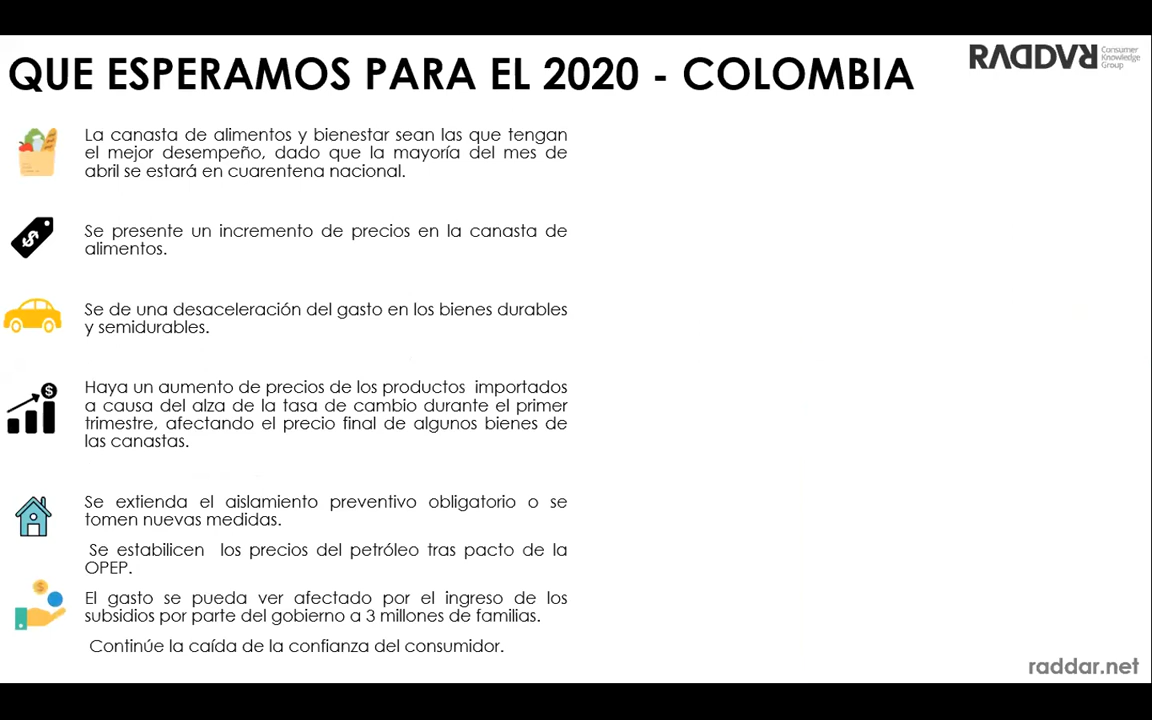 QUE ESPERAMOS PARA EL 2020 - COLOMBIA
RADDAR Consumer
Knowledge
Group
La canasta de alimentos y bienestar sean las que tengan
el mejor desempeño, dado que la mayoría del mes de
abril se estará en cuarentena nacional.
Se presente un incremento de precios en la canasta de
alimentos.
Se de una desaceleración del gasto en los bienes durables
y semidurables.
Haya un aumento de precios de los productos importados
a causa del alza de la tasa de cambio durante el primer
trimestre, afectando el precio final de algunos bienes de
las canastas.
Se extienda el aislamiento preventivo obligatorio o se
tomen nuevas medidas.
Se estabilicen los precios del petróleo tras pacto de la
OPEP.
El gasto se pueda ver afectado por el ingreso de los
subsidios por parte del gobierno a 3 millones de familias.
Continúe la caída de la confianza del consumidor.
raddar.net